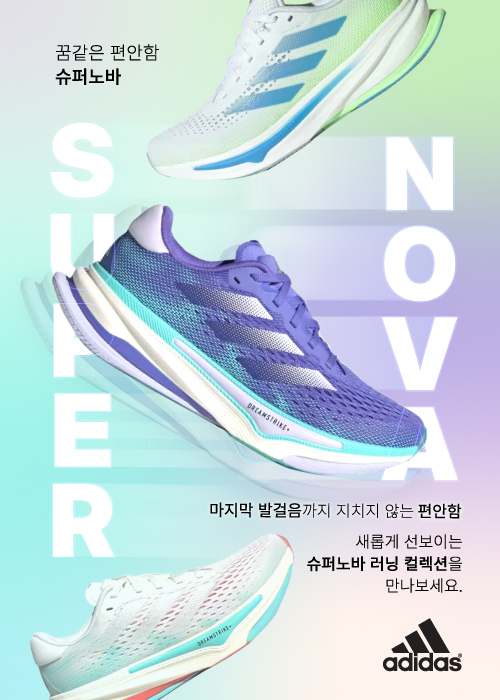 꿈같은 편안함
슈퍼노바
SUPER
NOVA
DREAMSTRIKE+
마지막 발걸음까지 지치지 않는 편안함
새롭게 선보이는
슈퍼노바 러닝 컬렉션을
만나보세요.
DREAMSTRIKE+
adidas